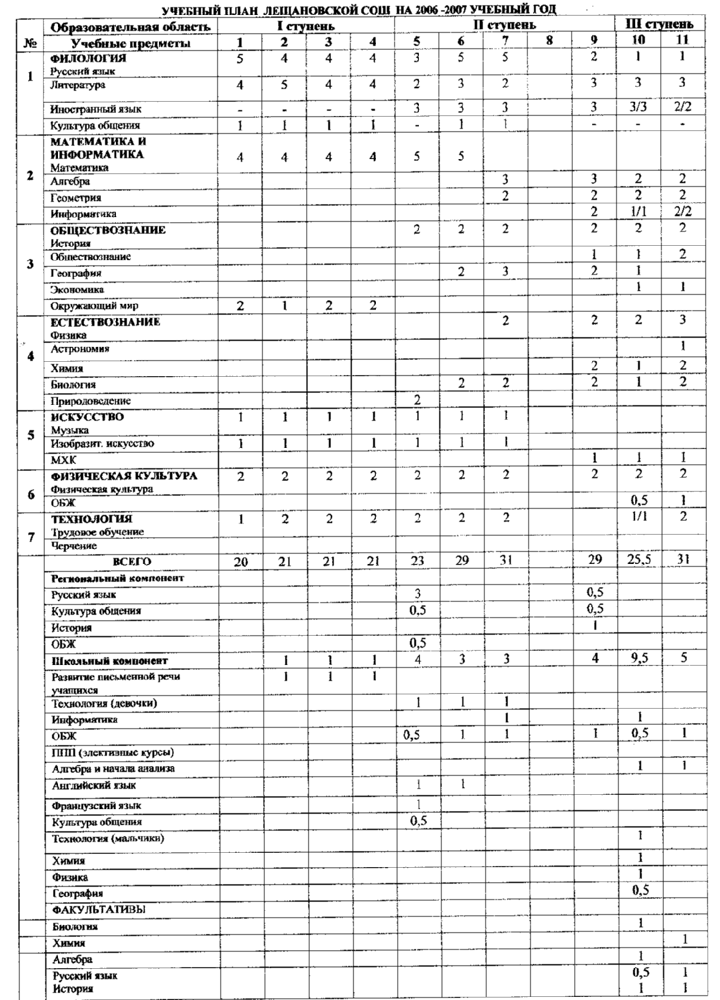 УЧЕБНЫЙ ПЛАН ЛЕЩАНОВСКОЙ СОШ НА 2006 -2007 УЧЕБНЫЙ ГОД
Образовательная область I ступень II ступень III ступень
№ Учебные предметы 1 2 3 4 5 6 7 8 9 10 11
1 ФИЛОЛОГИЯ 5 4 4 4 3 5 5 2 1 1
Русский язык
Литература 4 5 4 4 2 3 2 3 3 3
Иностранный язык - - - - 3 3 3 3 3/3 2/2
Культура общения 1 1 1 1 - 1 1 - - -
МАТЕМАТИКА И
2 ИНФОРМАТИКА 4 4 4 4 5 5
Математика
Алгебра 3 3 2 2
Геометрия 2 2 2 2
Информатика 2 1/1 2/2
3 ОБЩЕСТВОЗНАНИЕ 2 2 2 2 2 2
История
Обществознание 1 1 2
География 2 3 2 1
Экономика 1 1
Окружающий мир 2 1 2 2
4 ЕСТЕСТВОЗНАНИЕ 2 2 2 3
Физика
Астрономия 1
Химия 2 1 2
Биология 2 2 2 1 2
Природоведение 2
5 ИСКУССТВО 1 1 1 1 1 1 1
Музыка
Изобразит. искусство 1 1 1 1 1 1 1
МХК 1 1 1
6 ФИЗИЧЕСКАЯ КУЛЬТУРА 2 2 2 2 2 2 2 2 2 2
Физическая культура
ОБЖ 0,5 1
7 ТЕХНОЛОГИЯ 1 2 2 2 2 2 2 1/1 2
Трудовое обучение
Черчение
ВСЕГО 20 21 21 21 23 29 31 29 25,5 31
Региональный компонент
Русский язык 3 0,5
Культура общения 0,5 0,5
История 1
ОБЖ 0,5
Школьный компонент 1 1 1 4 3 3 4 9,5 5
Развитие письменной речи 1 1 1
учащихся
Технология (девочки) 1 1 1
Информатика 1 1
ОБЖ 0,5 1 1 1 0,5 1
ППП (элективные курсы)
Алгебра и начала анализа 1 1
Английский язык 1 1
Французский язык 1
Культура общения 0,5
Технология (мальчики) 1
Химия 1
Физика 1
География 0,5
ФАКУЛЬТАТИВЫ
Биология 1
Химия 1
Алгебра 1
Русский язык 0,5 1
История 1 1